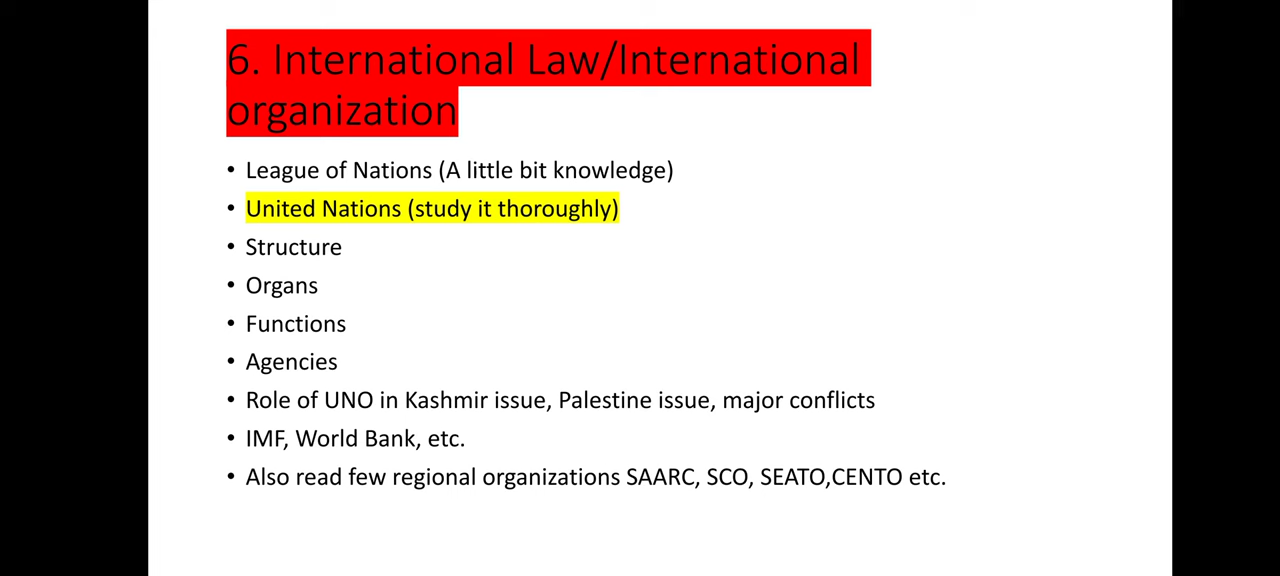 6. International Law/International
organization
• League of Nations (A little bit knowledge)
• United Nations (study it thoroughly)
• Structure
• Organs
• Functions
• Agencies
• Role of UNO in Kashmir issue, Palestine issue, major conflicts
• IMF, World Bank, etc.
• Also read few regional organizations SAARC, SCO, SEATO,CENTO etc.